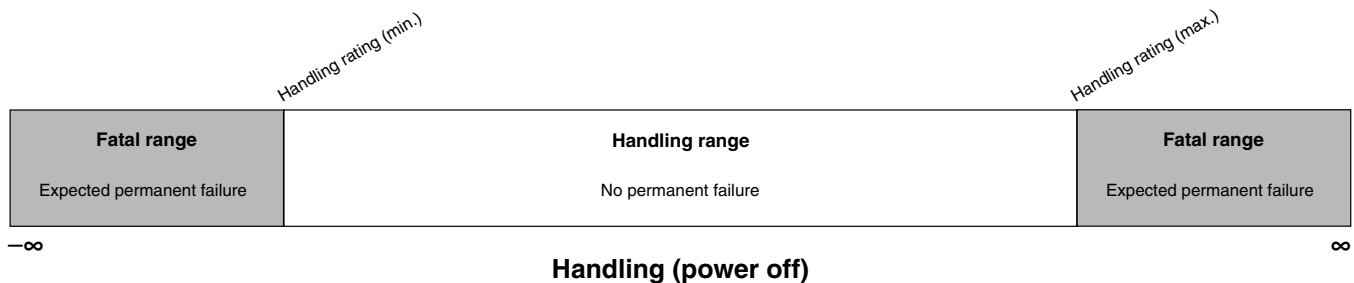 Handling rating (min.)
Handling rating (max.)
Fatal range
Expected permanent failure
Handling range
No permanent failure
Fatal range
Expected permanent failure
–∞
∞
Handling (power off)